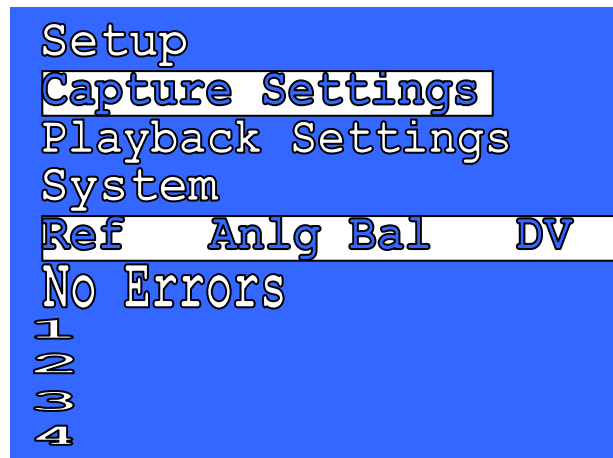 Setup
Capture Settings
Playback Settings
System
Ref Anlg Bal DV
No Errors
1
2
3
4